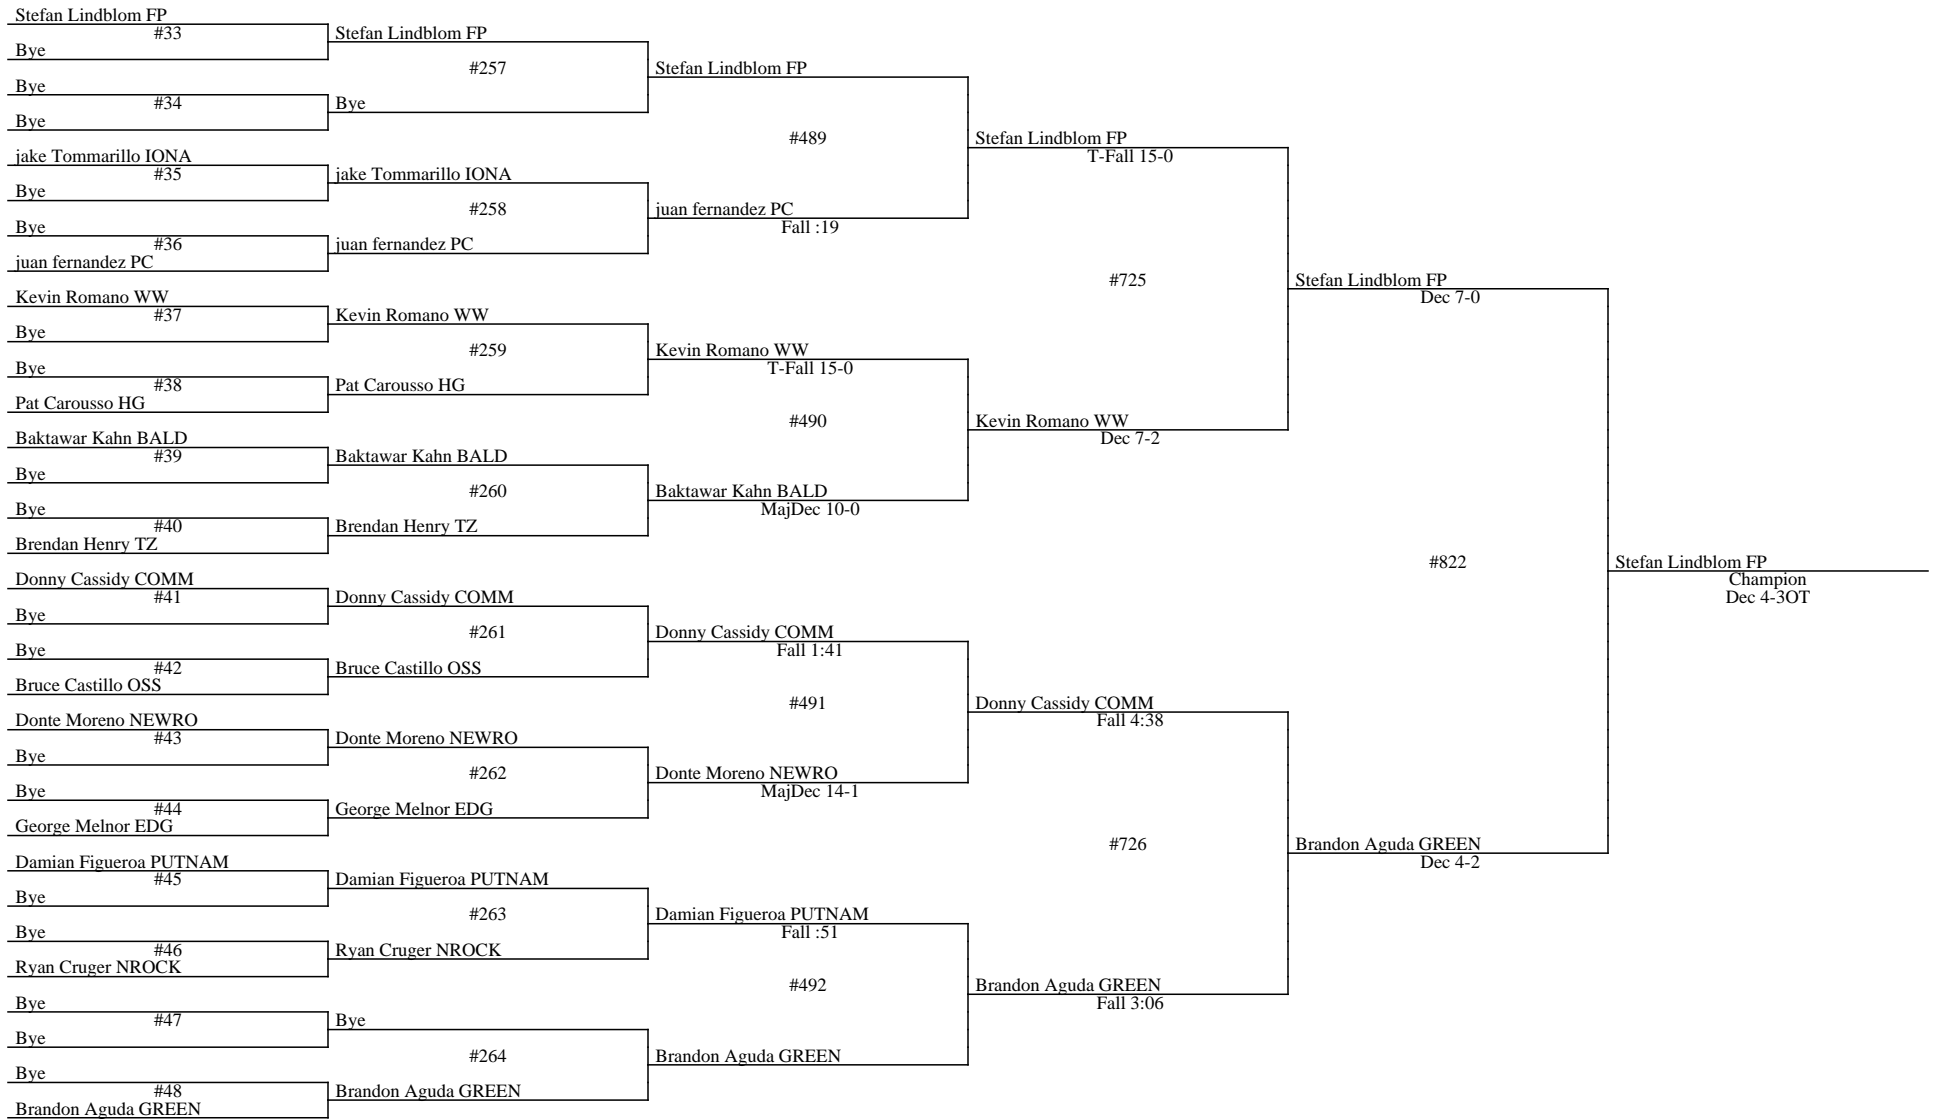 Stefan Lindblom FP
#33
Bye
Bye
#34
Bye
jake Tommarillo IONA
#35
Bye
Bye
#36
juan fernandez PC
Kevin Romano WW
#37
Bye
Bye
#38
Pat Carousso HG
Baktawar Kahn BALD
#39
Bye
Bye
#40
Brendan Henry TZ
Donny Cassidy COMM
#41
Bye
Bye
#42
Bruce Castillo OSS
Donte Moreno NEWRO
#43
Bye
Bye
#44
George Melnor EDG
Damian Figueroa PUTNAM
#45
Bye
Bye
#46
Ryan Cruger NROCK
Bye
#47
Bye
Bye
#48
Brandon Aguda GREEN
Stefan Lindblom FP
#257
Bye
jake Tommarillo IONA
#258
juan fernandez PC
Kevin Romano WW
#259
Pat Carousso HG
Baktawar Kahn BALD
#260
Brendan Henry TZ
Donny Cassidy COMM
#261
Bruce Castillo OSS
Donte Moreno NEWRO
#262
George Melnor EDG
Damian Figueroa PUTNAM
#263
Ryan Cruger NROCK
Bye
#264
Brandon Aguda GREEN
Stefan Lindblom FP
#489
juan fernandez PC
Fall :19
Kevin Romano WW
T-Fall 15-0
#490
Baktawar Kahn BALD
MajDec 10-0
Donny Cassidy COMM
Fall 1:41
#491
Donte Moreno NEWRO
MajDec 14-1
Damian Figueroa PUTNAM
Fall :51
#492
Brandon Aguda GREEN
Stefan Lindblom FP
T-Fall 15-0
#725
Kevin Romano WW
Dec 7-2
Donny Cassidy COMM
Fall 4:38
#726
Brandon Aguda GREEN
Fall 3:06
Stefan Lindblom FP
Dec 7-0
#822
Brandon Aguda GREEN
Dec 4-2
Stefan Lindblom FP
Champion
Dec 4-3OT